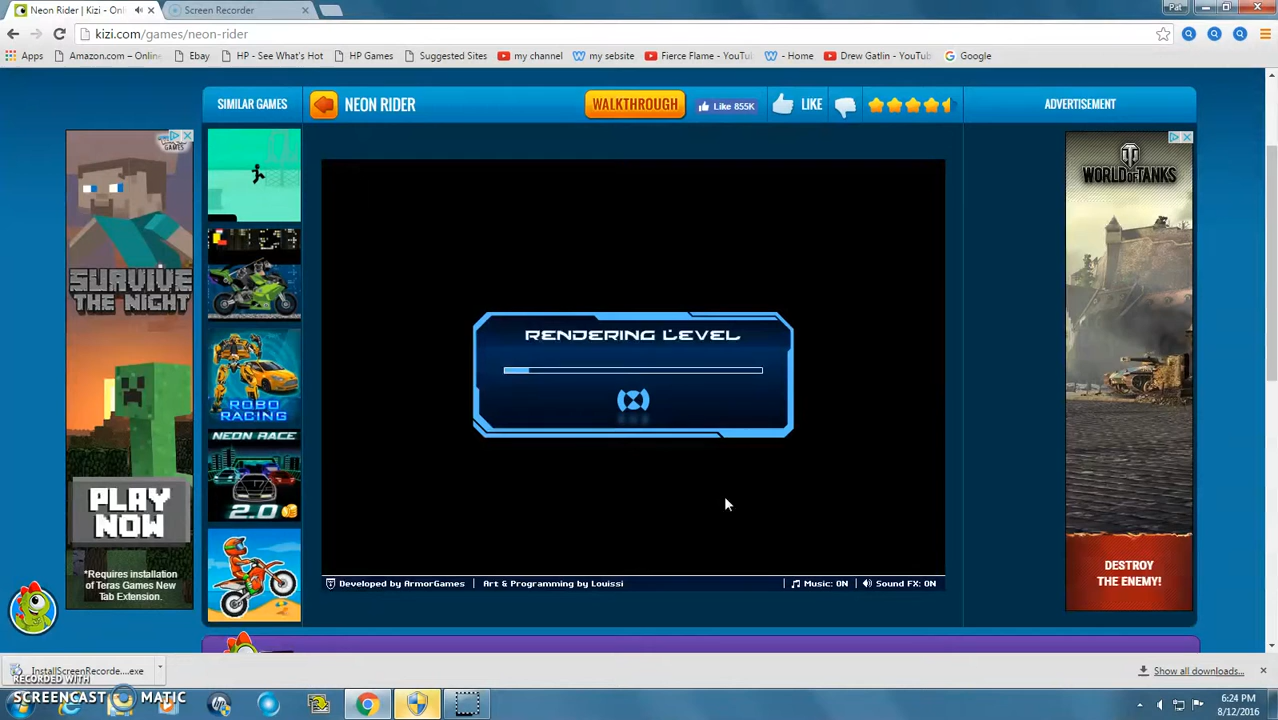 Neon Rider | Kizi - Onl
Screen Recorder
Pat
kizi.com/games/neon-rider
Apps
Amazon.com – Online
Ebay
HP - See What's Hot
HP Games
Suggested Sites
my channel
my sebsite
Fierce Flame - YouTu
- Home
Drew Gatlin - YouTu
Google
SIMILAR GAMES
NEON RIDER
WALKTHROUGH
Like 855K
LIKE
ADVERTISEMENT
GAMES
SURVIVE
THE NIGHT
PLAY
NOW
*Requires installation
of Teras Games New
Tab Extension.
ROBO
RACING
NEON RACE
2.0
RENDERING LEVEL
WORLD OF TANKS
DESTROY
THE ENEMY!
Developed by ArmorGames
Art & Programming by Louissi
Music: ON
Sound FX: ON
InstallScreenRecorde....exe
Show all downloads...
RECORDED WITH
SCREENCAST MATIC
6:24 PM
8/12/2016